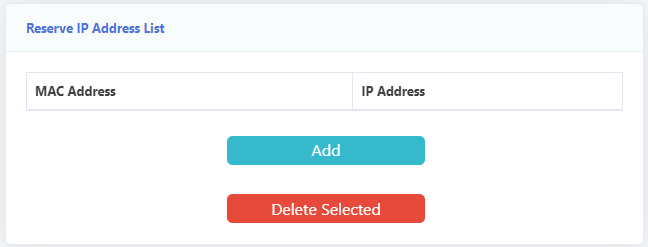 Reserve IP Address List
MAC Address IP Address
Add
Delete Selected